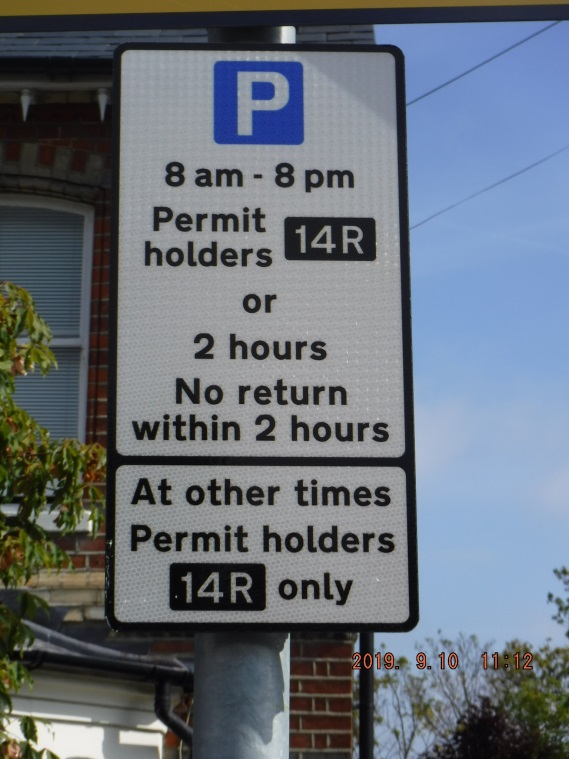 P
8 am - 8 pm
Permit
holders 14R
or
2 hours
No return
within 2 hours
At other times
Permit holders
14R only
2019. 9.10 11:12